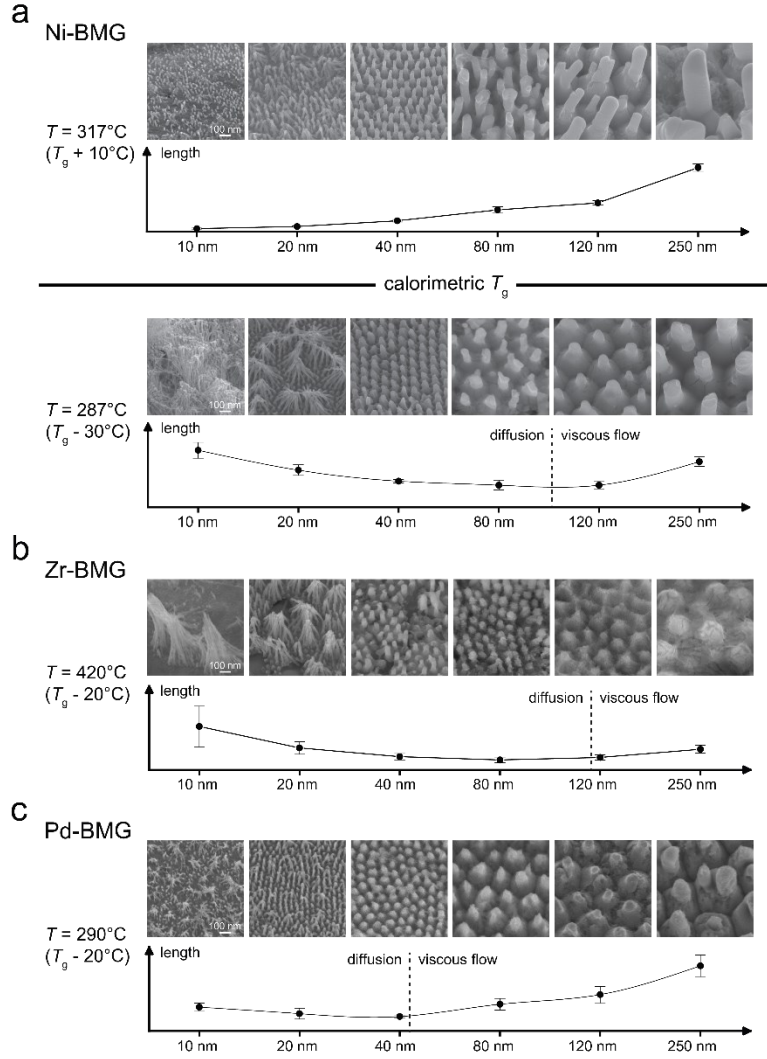 a
Ni-BMG
T = 317°C
(Tg + 10°C)
100 nm
length
10 nm 20 nm 40 nm 80 nm 120 nm 250 nm
calorimetric Tg
T = 287°C
(Tg - 30°C)
100 nm
length
diffusion viscous flow
10 nm 20 nm 40 nm 80 nm 120 nm 250 nm
b
Zr-BMG
T = 420°C
(Tg - 20°C)
100 nm
length
diffusion viscous flow
10 nm 20 nm 40 nm 80 nm 120 nm 250 nm
c
Pd-BMG
T = 290°C
(Tg - 20°C)
100 nm
length
diffusion viscous flow
10 nm 20 nm 40 nm 80 nm 120 nm 250 nm